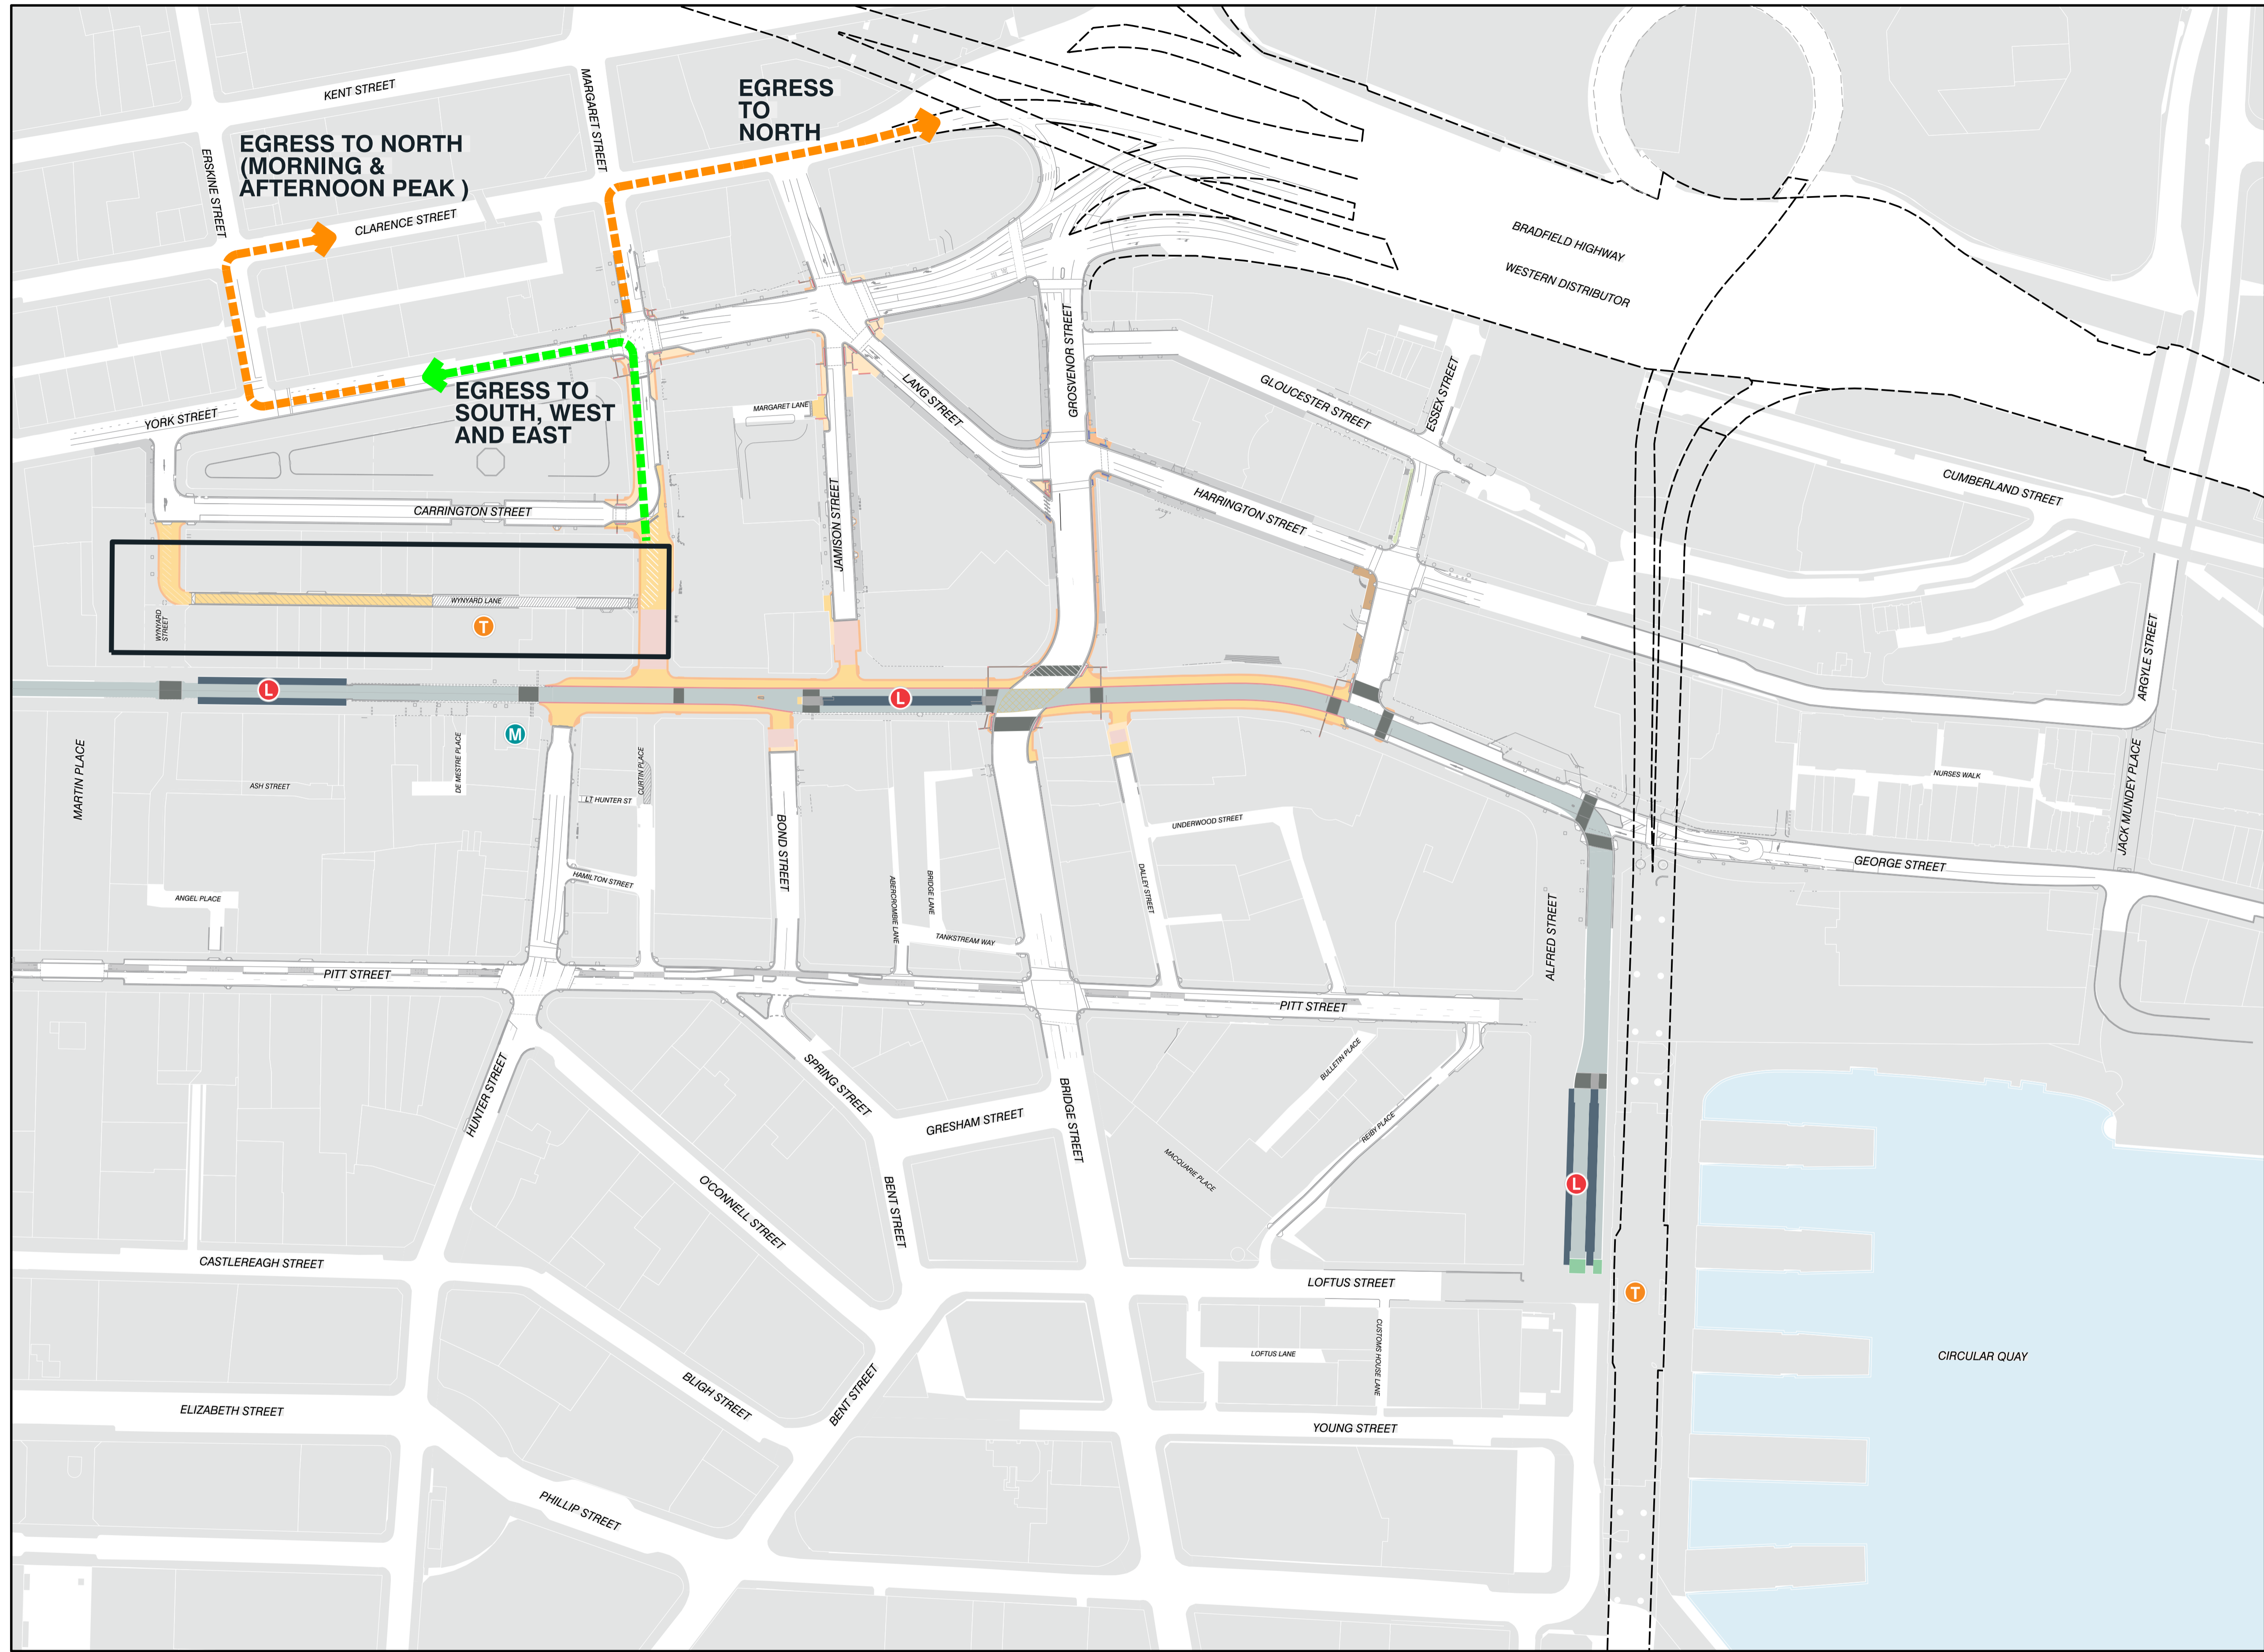 KENT STREET
MARGARET STREET
EGRESS
TO
NORTH
EGRESS TO NORTH
(MORNING &
AFTERNOON PEAK )
ERSKINE STREET
CLARENCE STREET
BRADFIELD HIGHWAY
WESTERN DISTRIBUTOR
GROSVENOR STREET
EGRESS TO
SOUTH, WEST
AND EAST
YORK STREET
MARGARET LANE
LANG STREET
GLOUCESTER STREET
ESSEX STREET
CUMBERLAND STREET
CARRINGTON STREET
JAMISON STREET
HARRINGTON STREET
WYNYARD LANE
WYNYARD
STREET
T
ARGYLE STREET
L
L
M
MARTIN PLACE
ASH STREET
DE MESTRE PLACE
CURTIN PLACE
LT HUNTER ST
BOND STREET
UNDERWOOD STREET
NURSES WALK
JACK MUNDEY PLACE
GEORGE STREET
HAMILTON STREET
ABERCROMBIE LANE
BRIDGE LANE
DALLEY STREET
ANGEL PLACE
TANKSTREAM WAY
ALFRED STREET
PITT STREET
PITT STREET
HUNTER STREET
SPRING STREET
GRESHAM STREET
BRIDGE STREET
BULLETIN PLACE
REIBY PLACE
MACQUARIE PLACE
O'CONNELL STREET
BENT STREET
L
CASTLEREAGH STREET
LOFTUS STREET
T
CUSTOMS HOUSE LANE
LOFTUS LANE
CIRCULAR QUAY
BLIGH STREET
BENT STREET
ELIZABETH STREET
YOUNG STREET
PHILLIP STREET